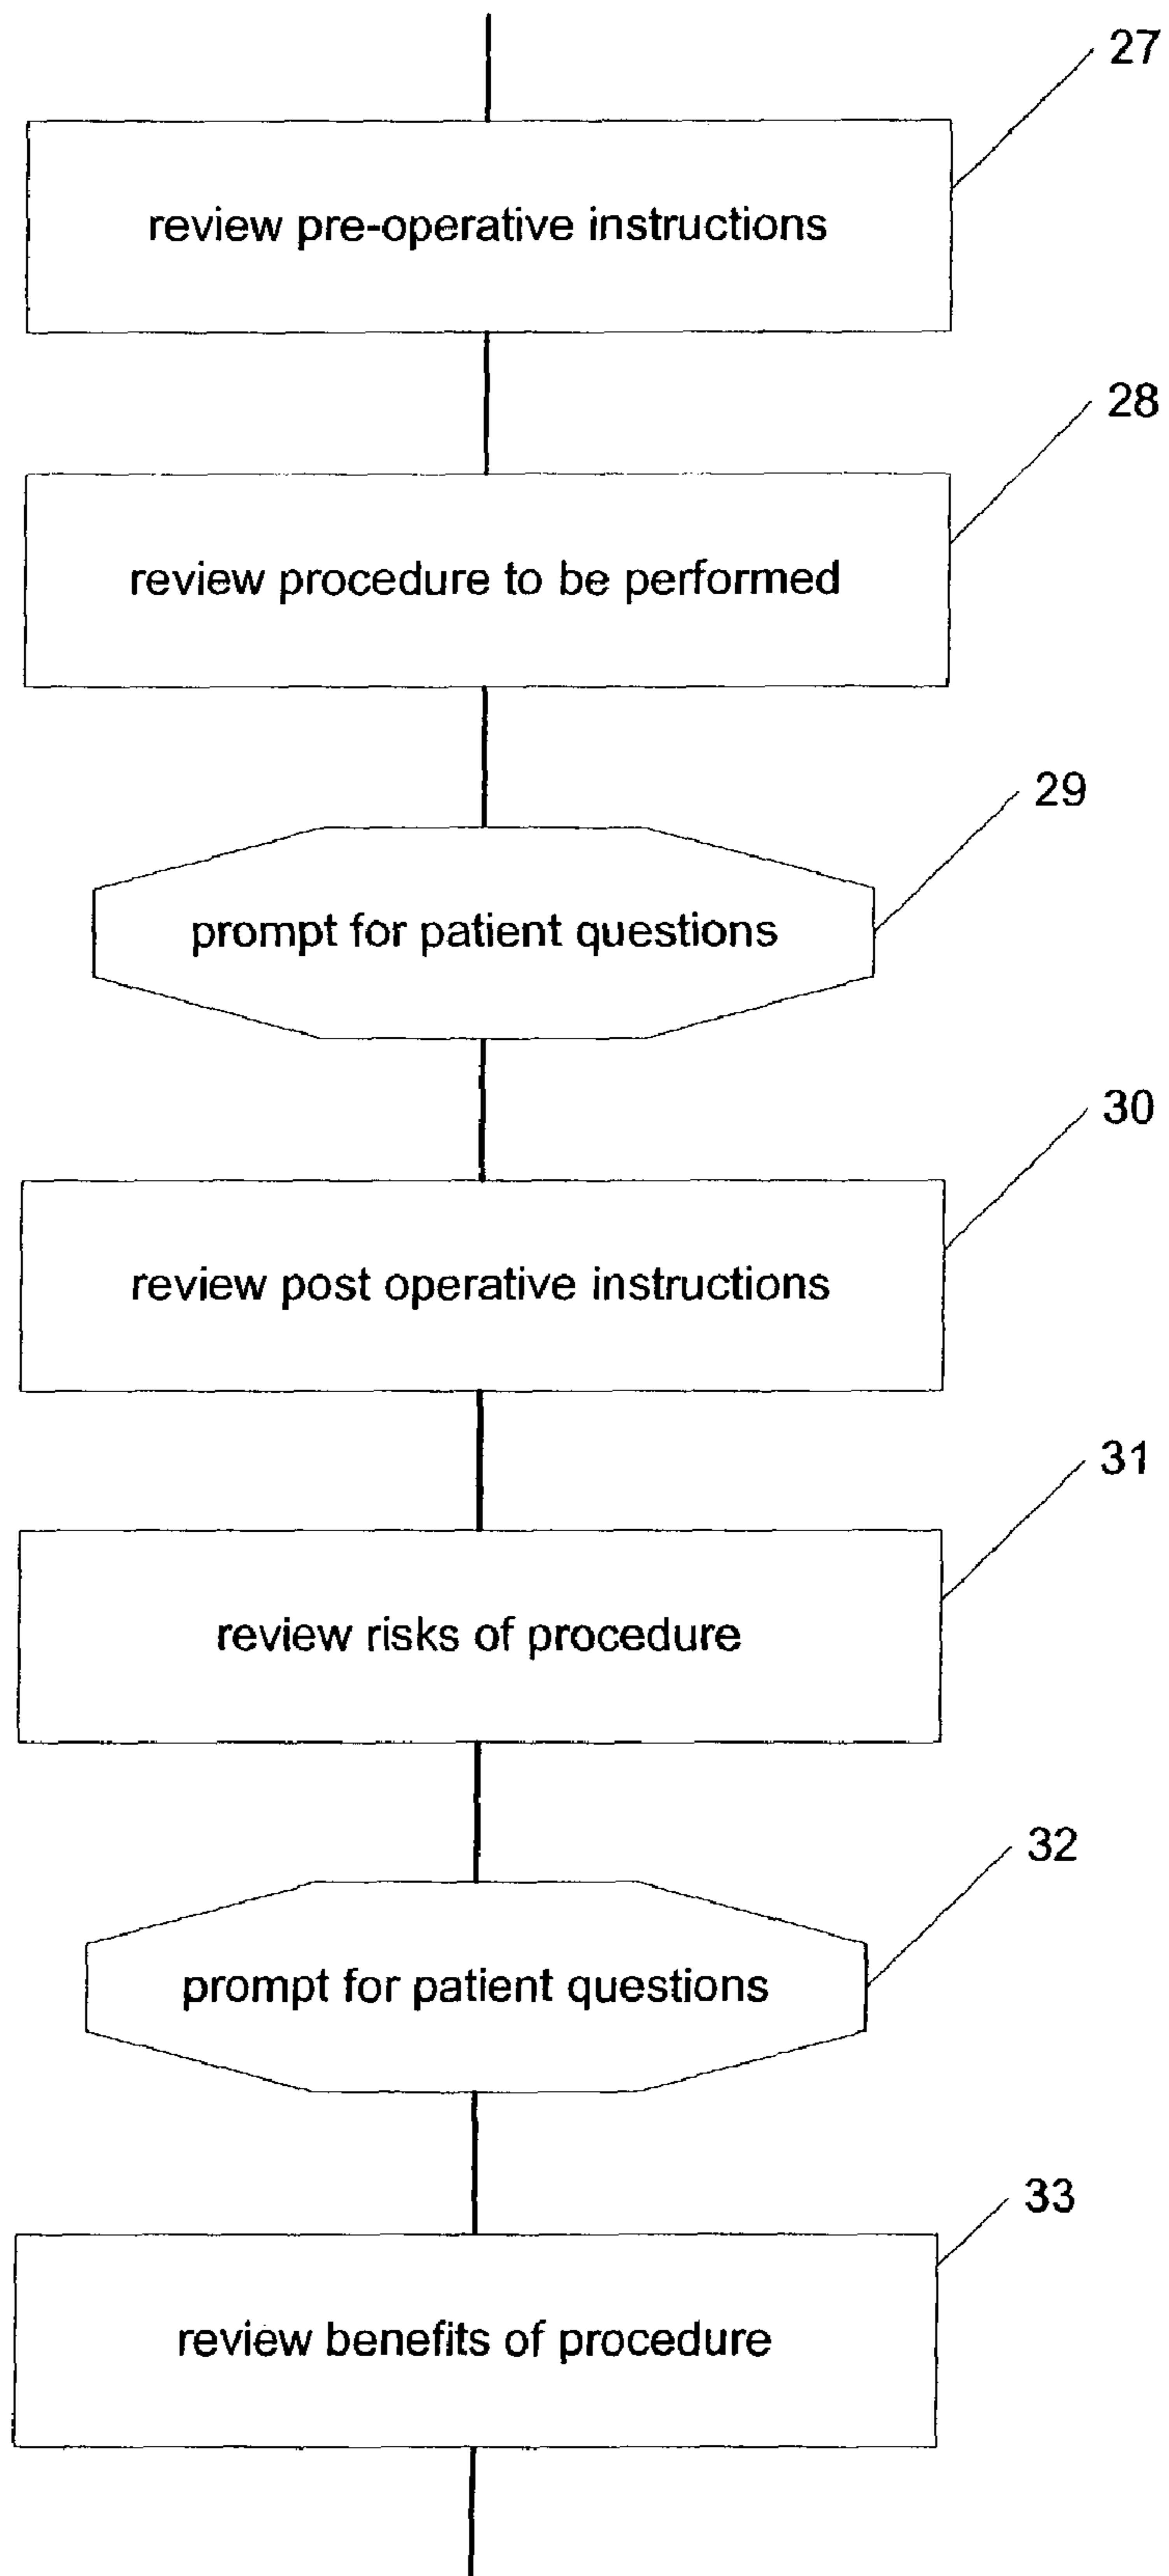 27
review pre-operative instructions
28
review procedure to be performed
29
prompt for patient questions
30
review post operative instructions
31
review risks of procedure
32
prompt for patient questions
33
review benefits of procedure